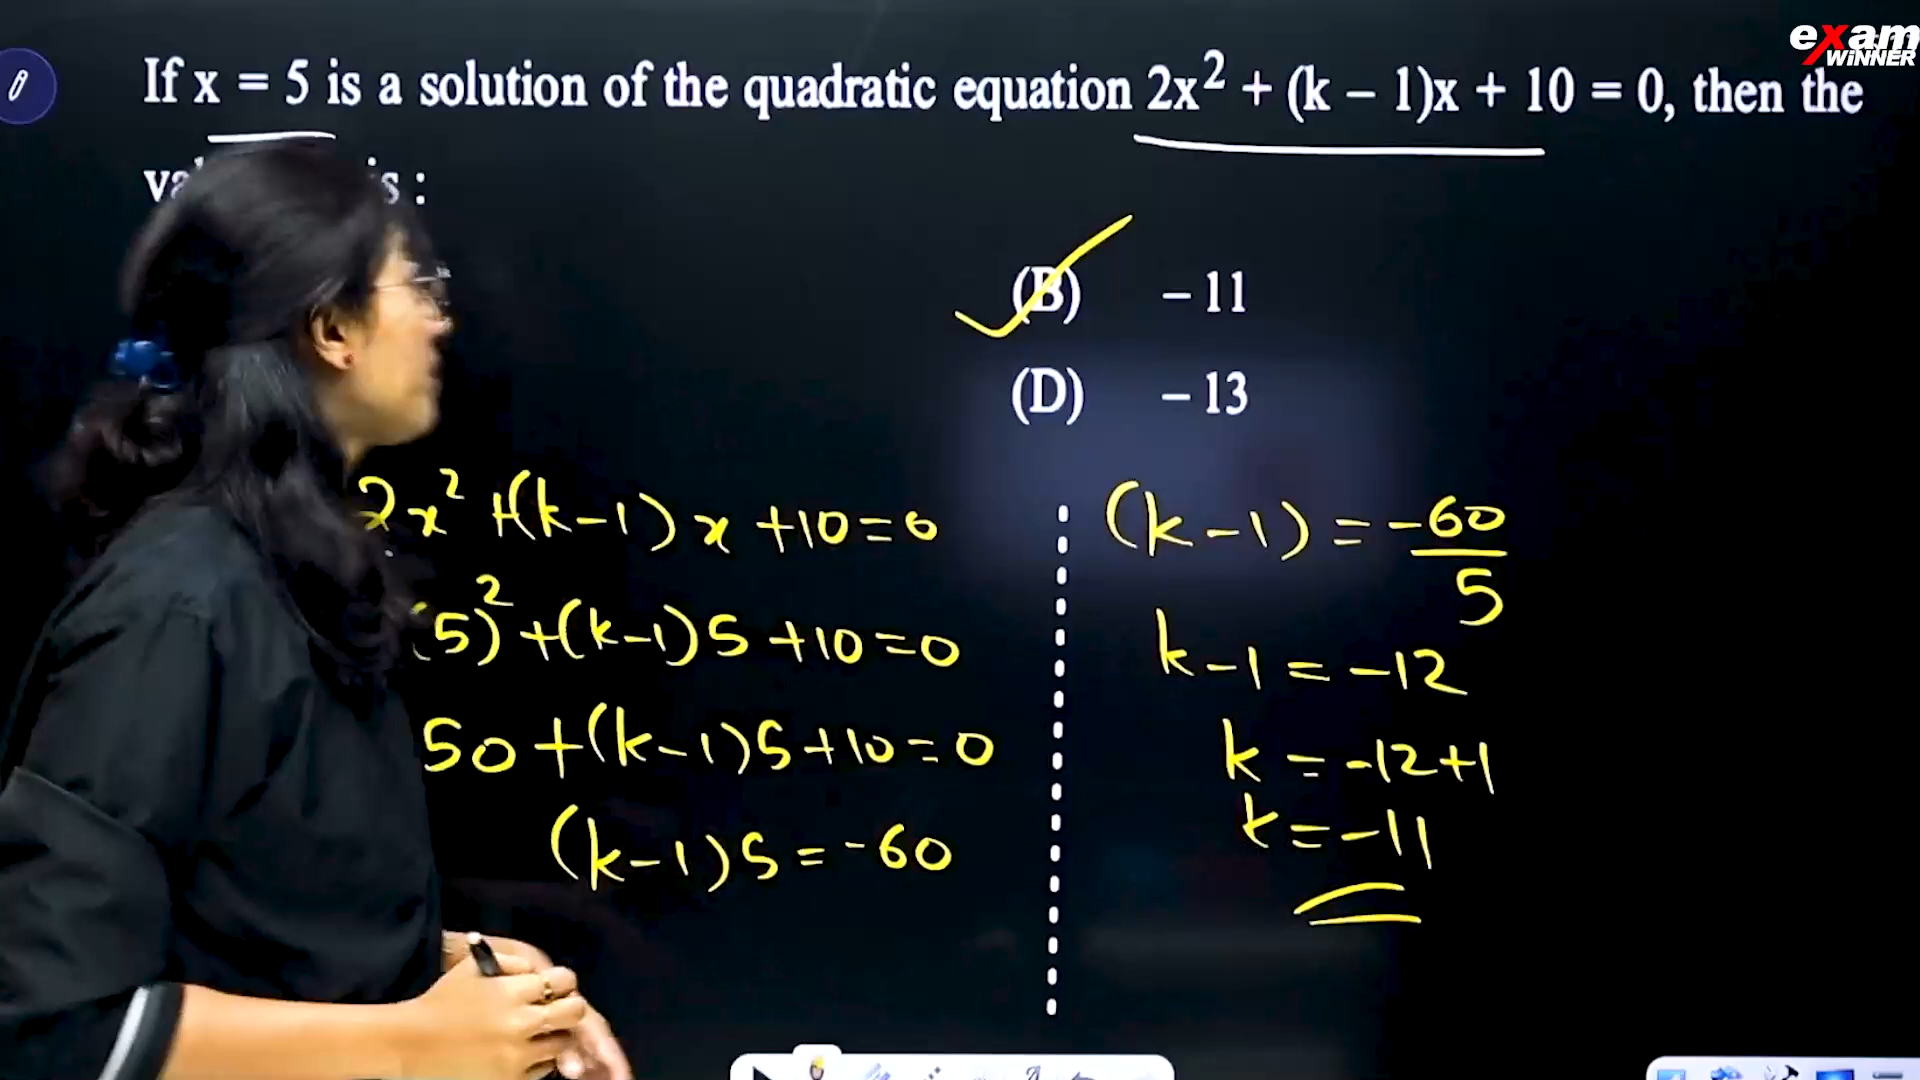 exam
WiNNER
If x = 5 is a solution of the quadratic equation 2x² + (k – 1)x + 10 = 0, then the
:
(B) – 11
(D) – 13
2x² +(k-1) x +10=0
5)² +(k-1)5 +10=0
50+(k-1)5+10=0
(k-1)5=-60
(k-1) = -60/5
k-1 = -12
k = -12+1
k = -11